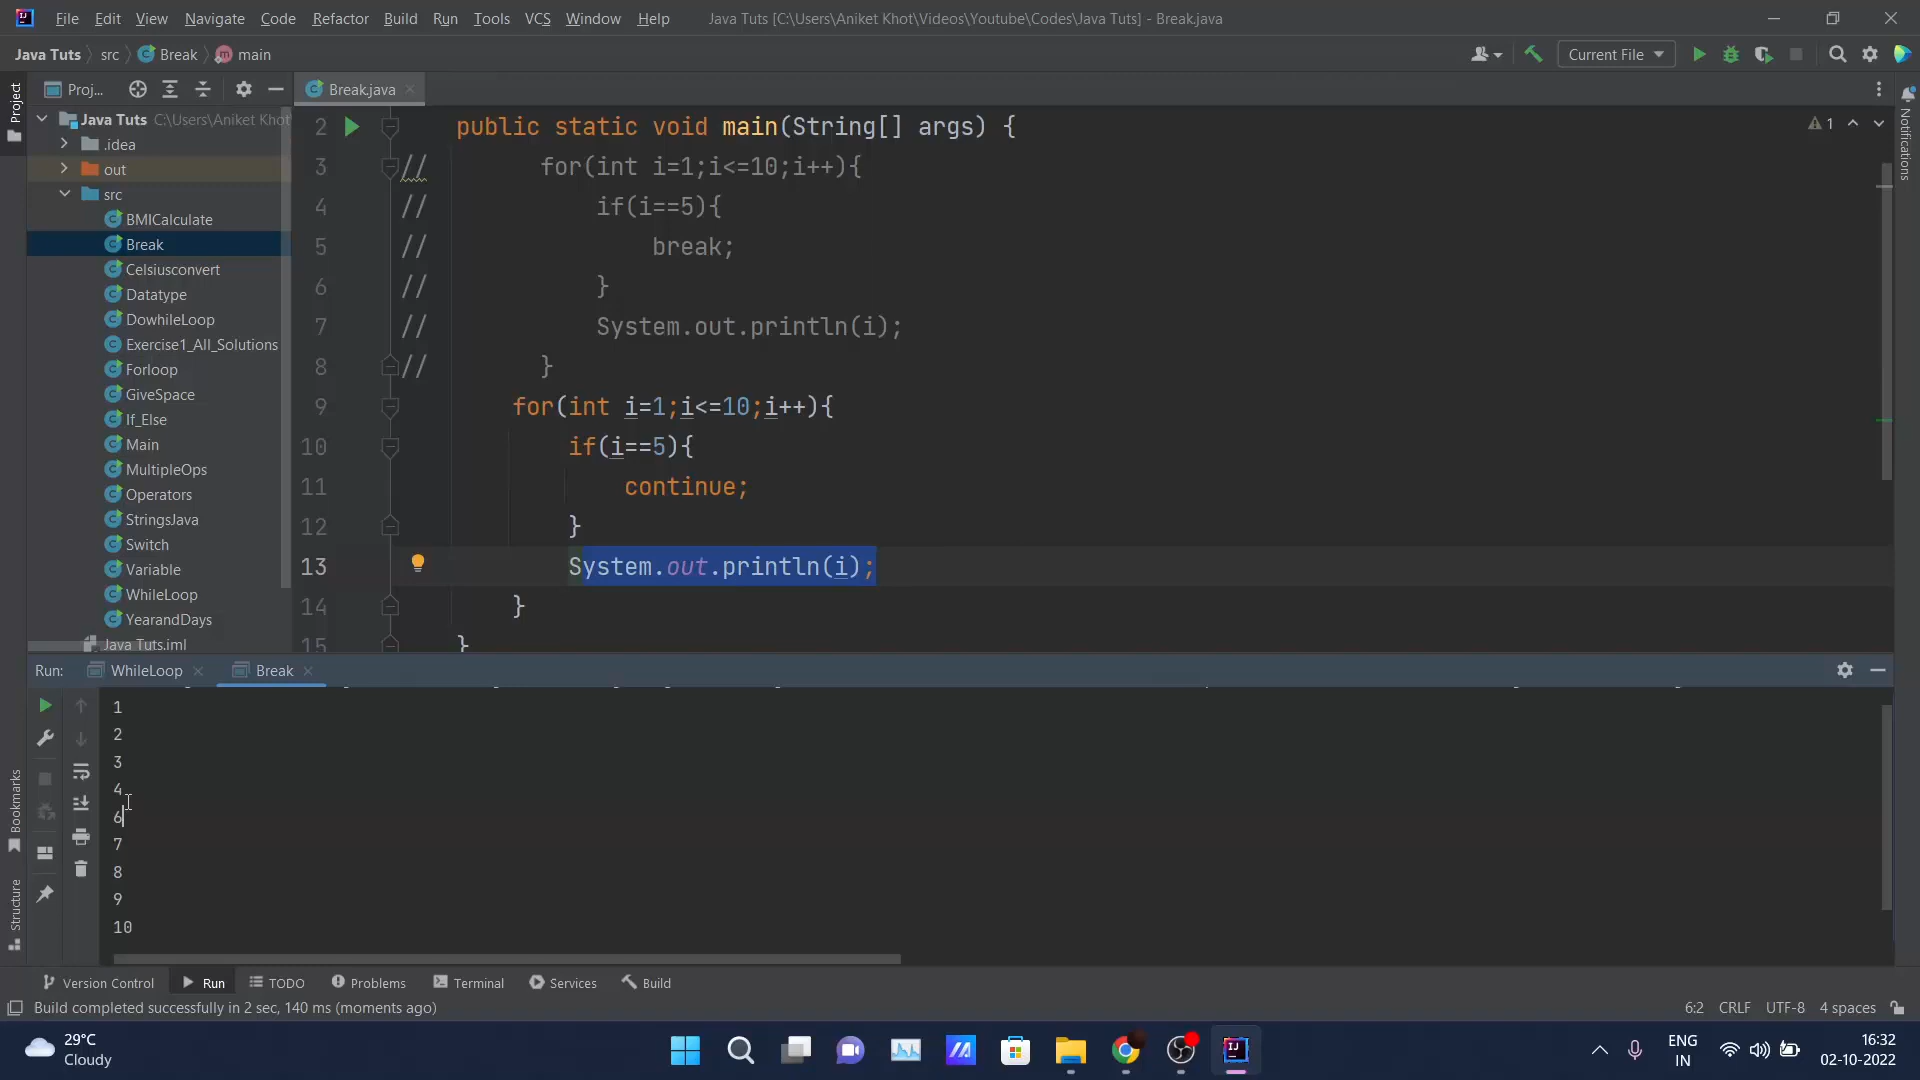 File Edit View Navigate Code Refactor Build Run Tools VCS Window Help Java Tuts [C:\Users\Aniket Khot\Videos\Youtube\Codes\Java Tuts] - Break.java
Java Tuts src Break main Current File
Project
Proj...
Break.java
Notifications
Java Tuts C:\Users\Aniket Khot
.idea
out
src
BMICalculate
Break
Celsiusconvert
Datatype
DowhileLoop
Exercise1_All_Solutions
Forloop
GiveSpace
If_Else
Main
MultipleOps
Operators
StringsJava
Switch
Variable
WhileLoop
YearandDays
Java Tuts.iml
1
2 public static void main(String[] args) {
3 // for(int i=1;i<=10;i++){
4 // if(i==5){
5 // break;
6 // }
7 // System.out.println(i);
8 // }
9 for(int i=1;i<=10;i++){
10 if(i==5){
11 continue;
12 }
13 System.out.println(i);
14 }
15 }
Run: WhileLoop Break
1
2
3
4
6
7
8
9
10
Bookmarks
Structure
Version Control Run TODO Problems Terminal Services Build
Build completed successfully in 2 sec, 140 ms (moments ago) 6:2 CRLF UTF-8 4 spaces
29°C
Cloudy
ENG
IN
16:32
02-10-2022